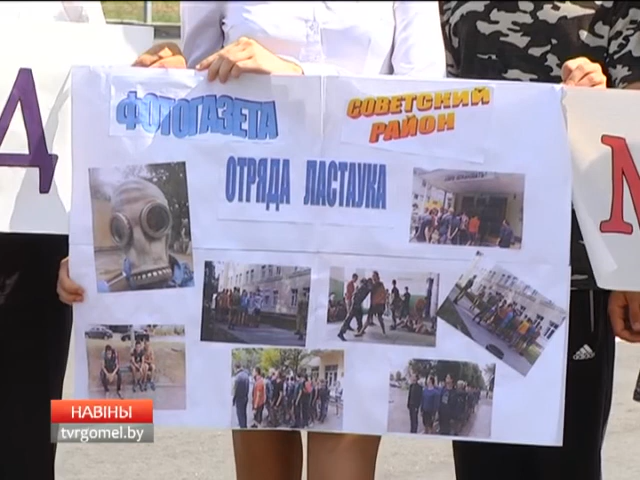 Д
ФОТОГАЗЕТА
СОВЕТСКИЙ
РАЙОН
ОТРЯДА ЛАСТАУКА
М
НАВІНЫ
tvrgomel.by